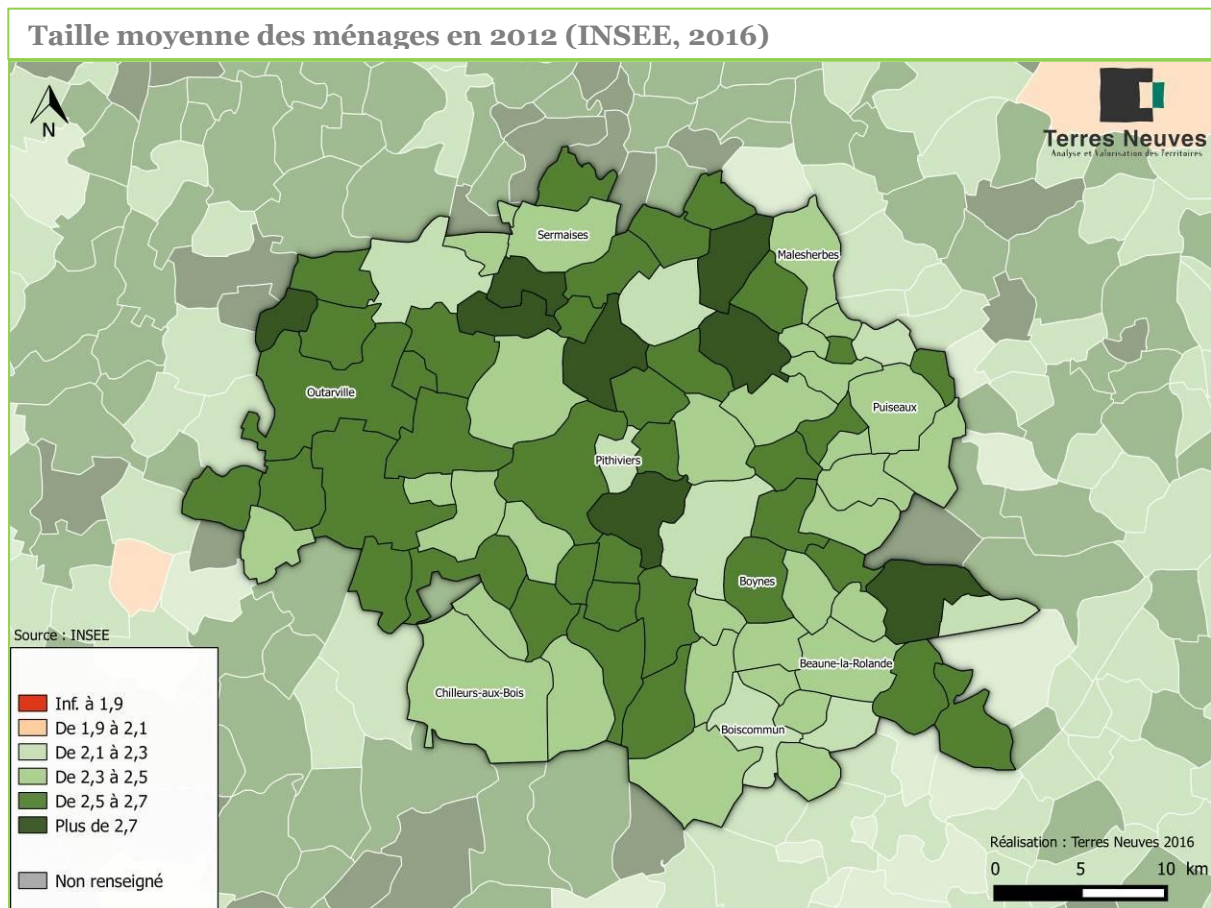 Taille moyenne des ménages en 2012 (INSEE, 2016)
N
Terres Neuves
Analyse et Valorisation des Territoires
Sermaises
Malesherbes
Outarville
Puiseaux
Pithiviers
Boynes
Beaune-la-Rolande
Chilleurs-aux-Bois
Boiscommun
Source : INSEE
Inf. à 1,9
De 1,9 à 2,1
De 2,1 à 2,3
De 2,3 à 2,5
De 2,5 à 2,7
Plus de 2,7
Non renseigné
Réalisation : Terres Neuves 2016
0 5 10 km